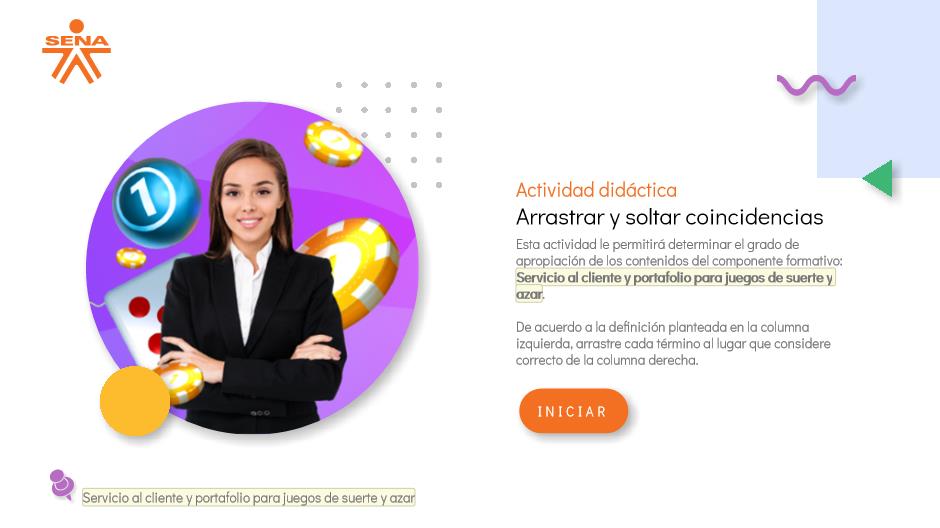 SENA
1
Actividad didáctica
Arrastrar y soltar coincidencias
Esta actividad le permitirá determinar el grado de
apropiación de los contenidos del componente formativo:
Servicio al cliente y portafolio para juegos de suerte y
azar.
De acuerdo a la definición planteada en la columna
izquierda, arrastre cada término al lugar que considere
correcto de la columna derecha.
INICIAR
Servicio al cliente y portafolio para juegos de suerte y azar